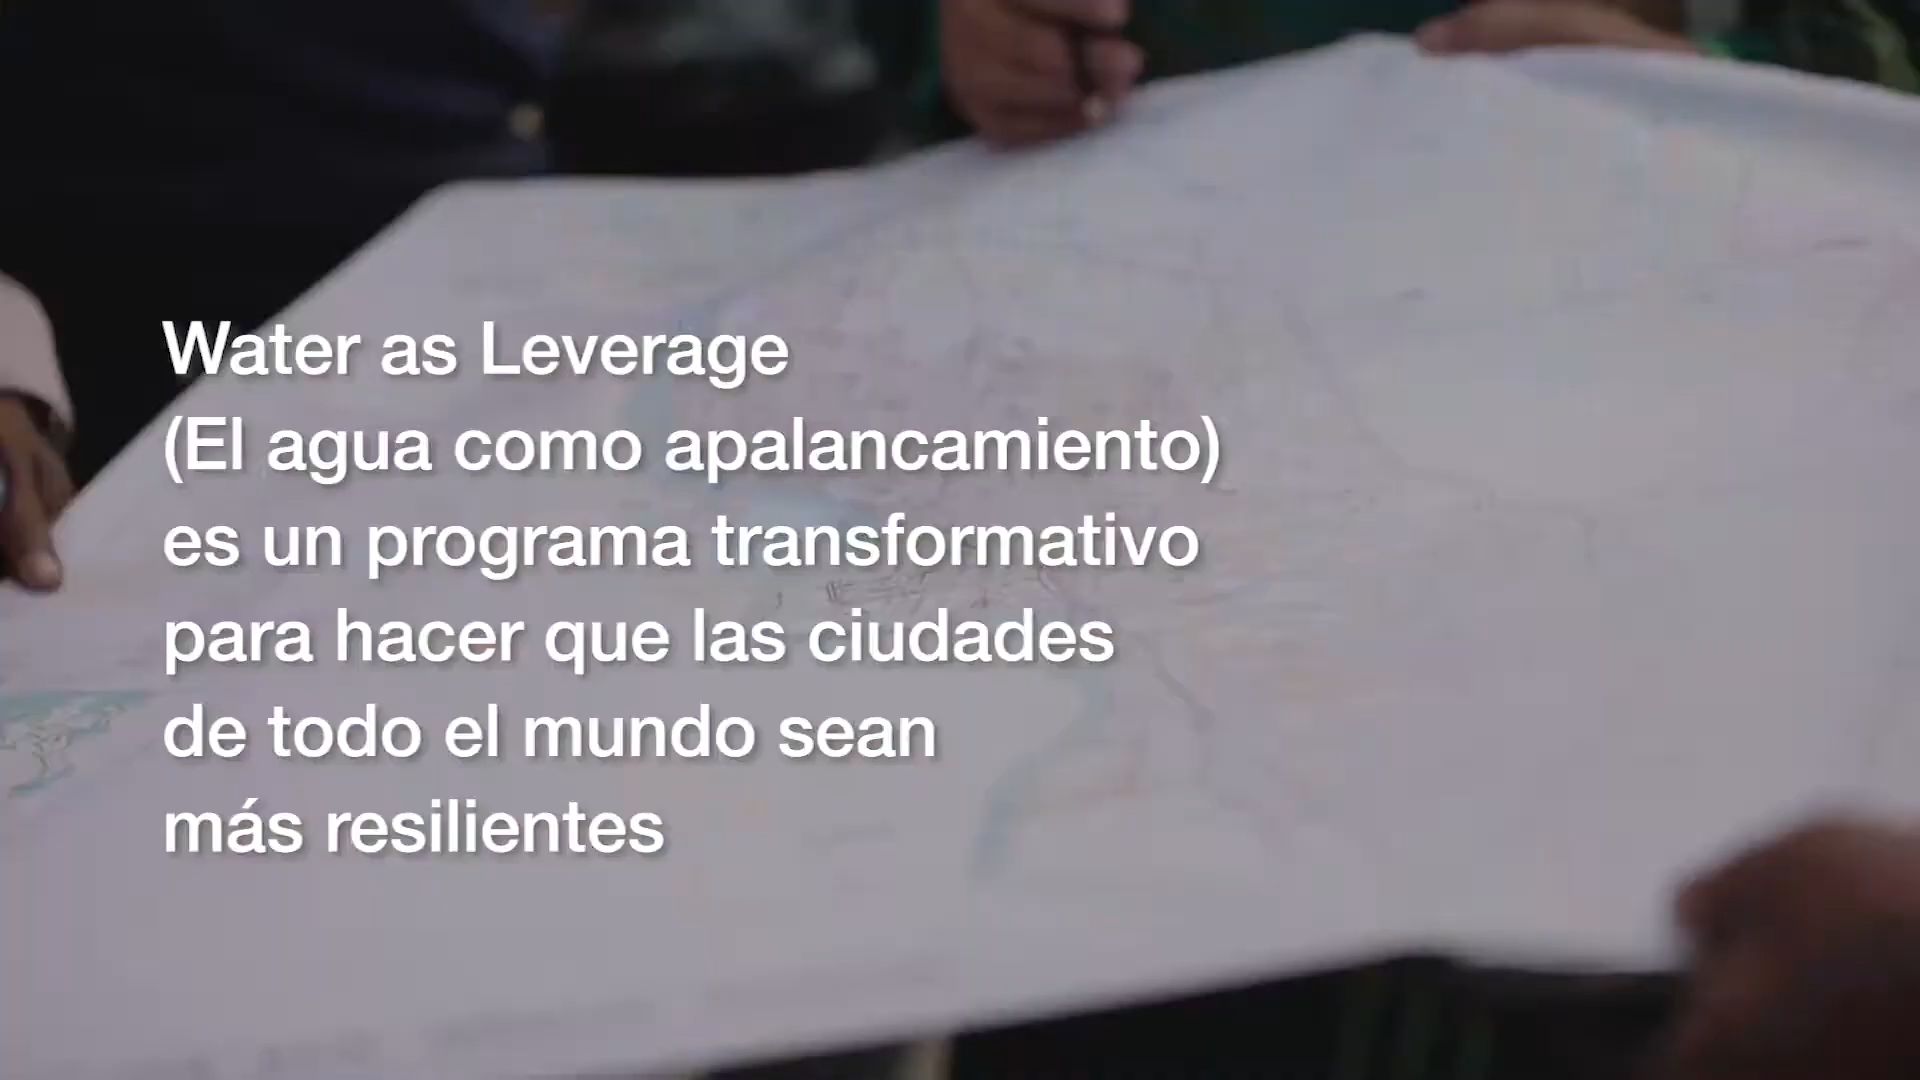 Water as Leverage
(El agua como apalancamiento)
es un programa transformativo
para hacer que las ciudades
de todo el mundo sean
más resilientes